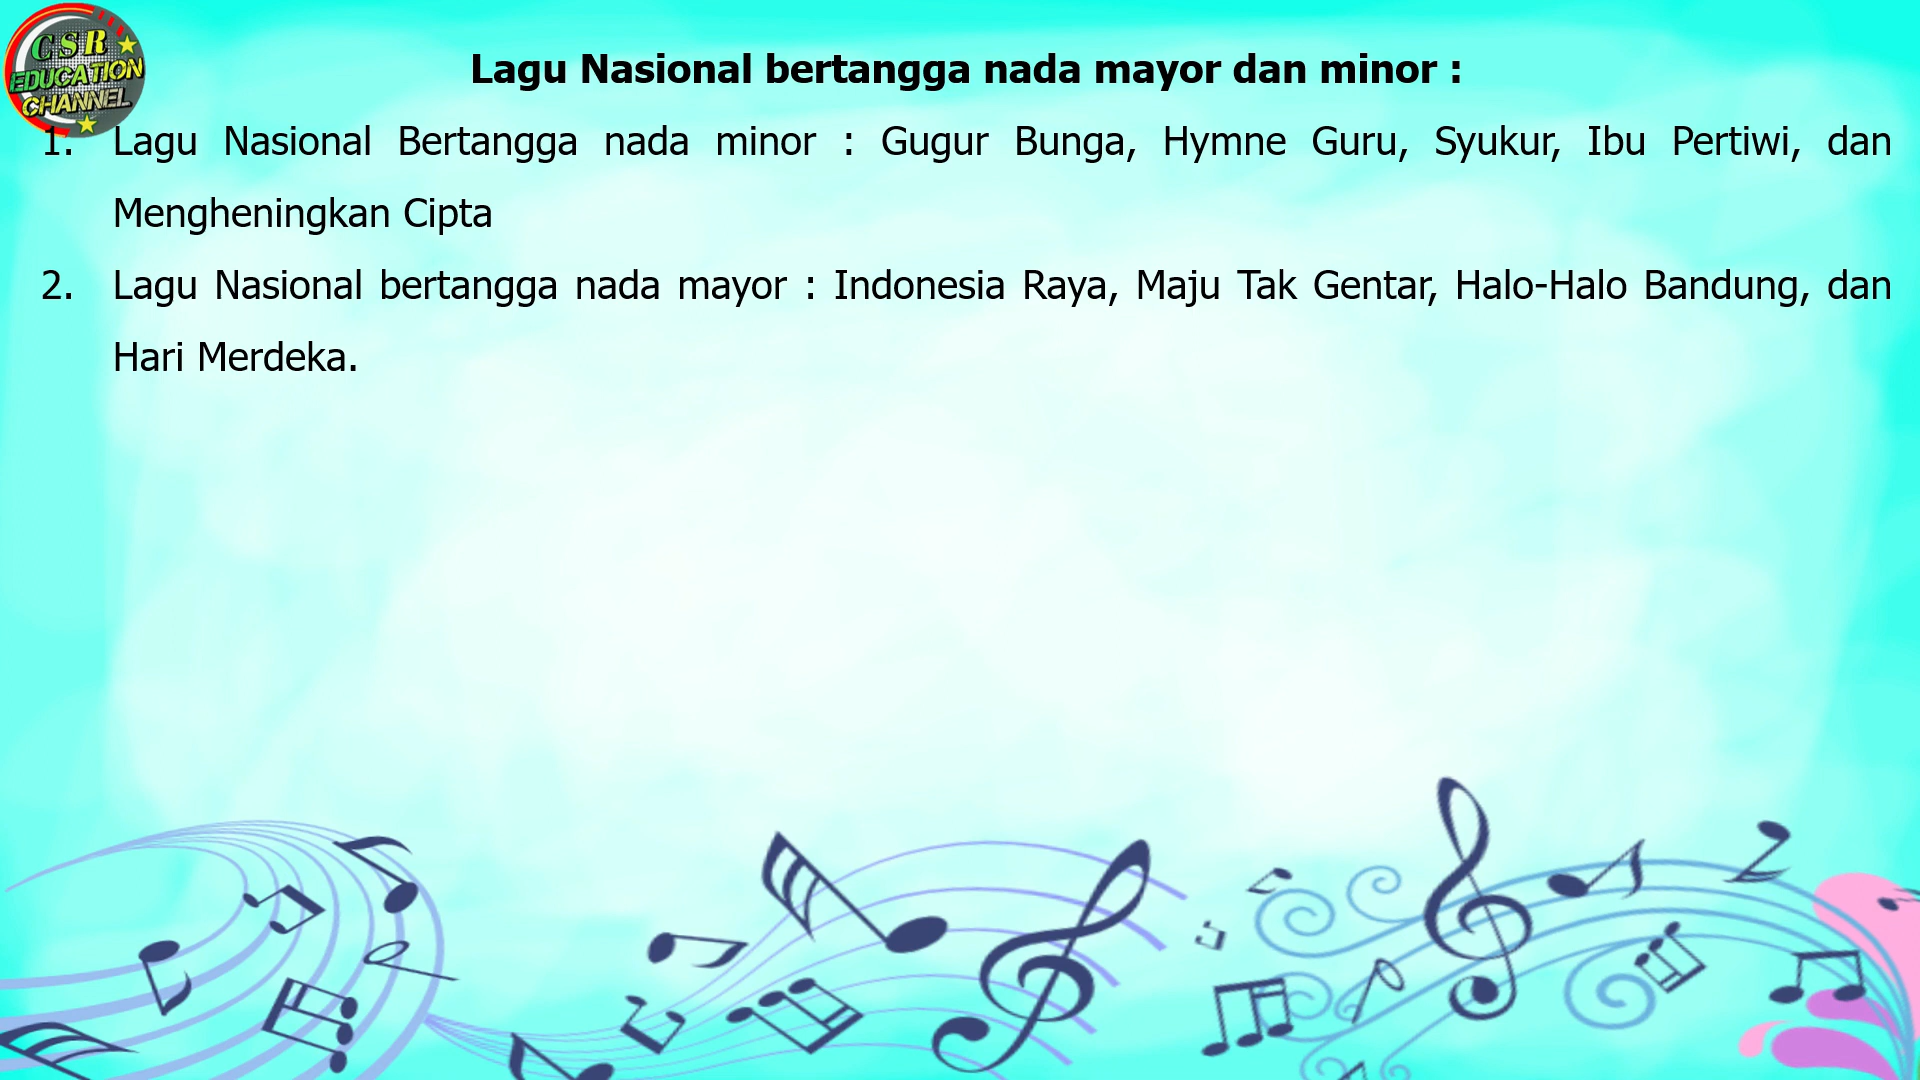 CSR
EDUCATION
CHANNEL
Lagu Nasional bertangga nada mayor dan minor :
1. Lagu Nasional Bertangga nada minor : Gugur Bunga, Hymne Guru, Syukur, Ibu Pertiwi, dan
Mengheningkan Cipta
2. Lagu Nasional bertangga nada mayor : Indonesia Raya, Maju Tak Gentar, Halo-Halo Bandung, dan
Hari Merdeka.